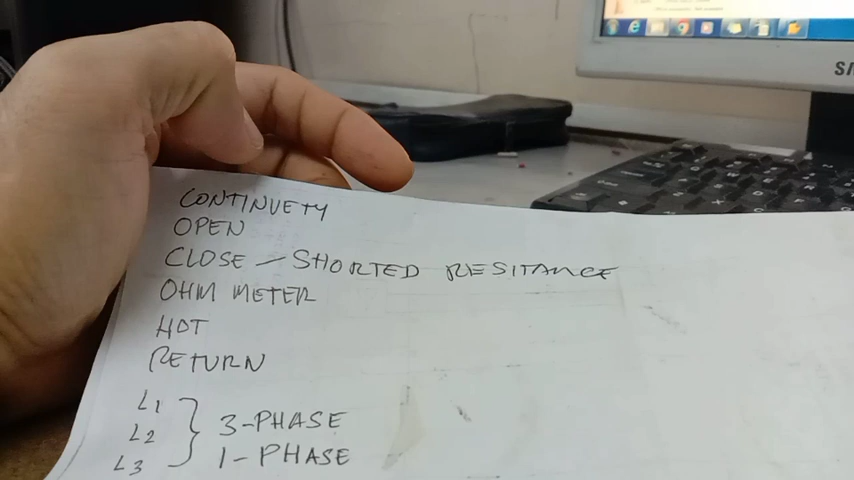 CONTINUETY
OPEN
CLOSE – SHORTED RESITANCE
OHM METER
HOT
RETURN
L1
L2
L3
3-PHASE
1-PHASE